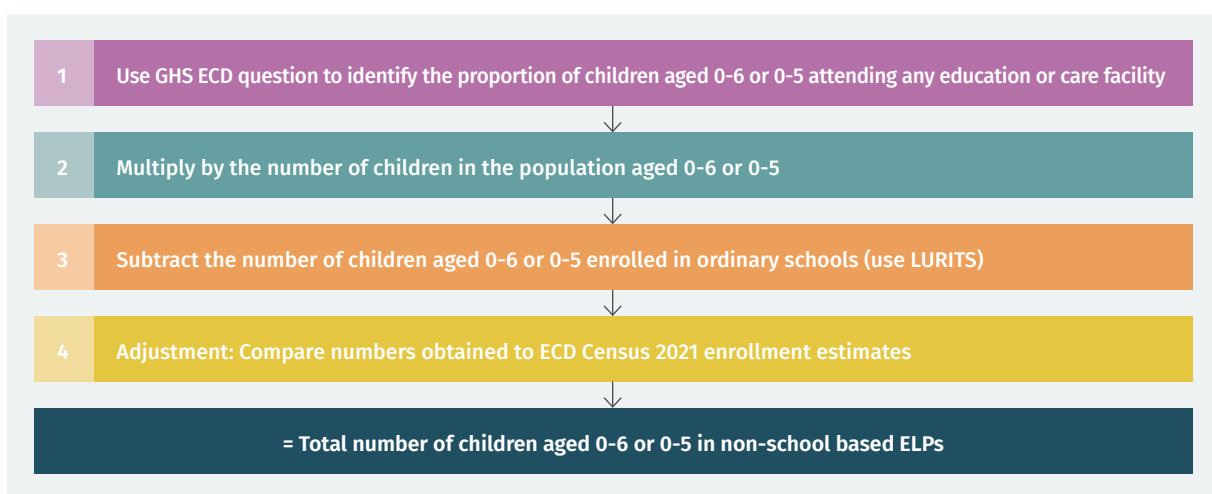 1 Use GHS ECD question to identify the proportion of children aged 0-6 or 0-5 attending any education or care facility
2 Multiply by the number of children in the population aged 0-6 or 0-5
3 Subtract the number of children aged 0-6 or 0-5 enrolled in ordinary schools (use LURITS)
4 Adjustment: Compare numbers obtained to ECD Census 2021 enrollment estimates
= Total number of children aged 0-6 or 0-5 in non-school based ELPs